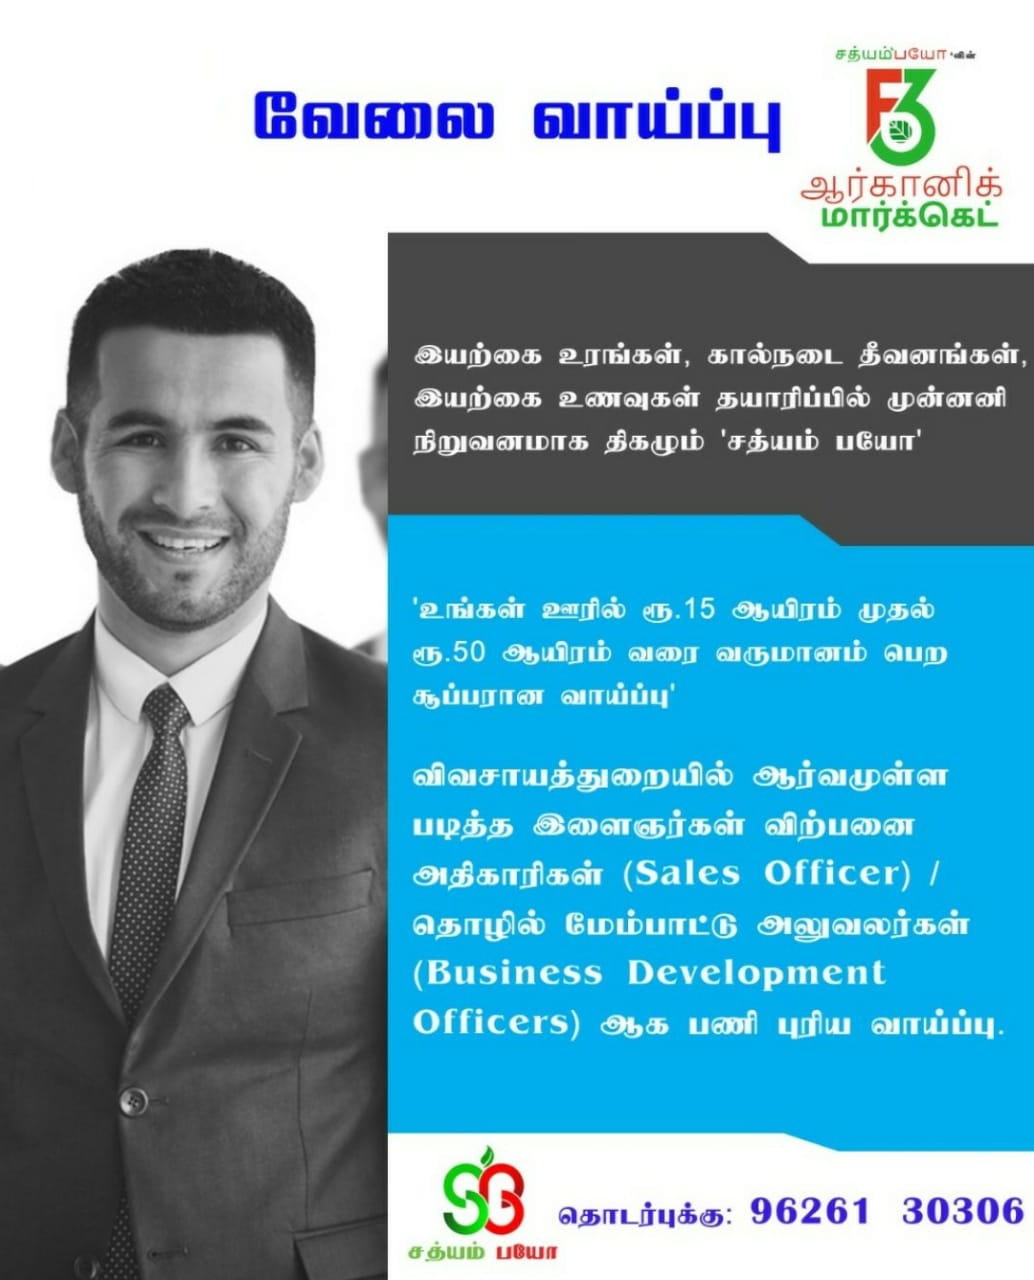 சத்யம்பயோ 'வின்
F3
ஆர்கானிக்
மார்க்கெட்
வேலை வாய்ப்பு
இயற்கை உரங்கள், கால்நடை தீவனங்கள்,
இயற்கை உணவுகள் தயாரிப்பில் முன்னனி
நிறுவனமாக திகழும் 'சத்யம் பயோ'
'உங்கள் ஊரில் ரூ.15 ஆயிரம் முதல்
ரூ.50 ஆயிரம் வரை வருமானம் பெற
சூப்பரான வாய்ப்பு'
விவசாயத்துறையில் ஆர்வமுள்ள
படித்த இளைஞர்கள் விற்பனை
அதிகாரிகள் (Sales Officer) /
தொழில் மேம்பாட்டு அலுவலர்கள்
(Business Development
Officers) ஆக பணி புரிய வாய்ப்பு.
SB
சத்யம் பயோ
தொடர்புக்கு: 96261 30306